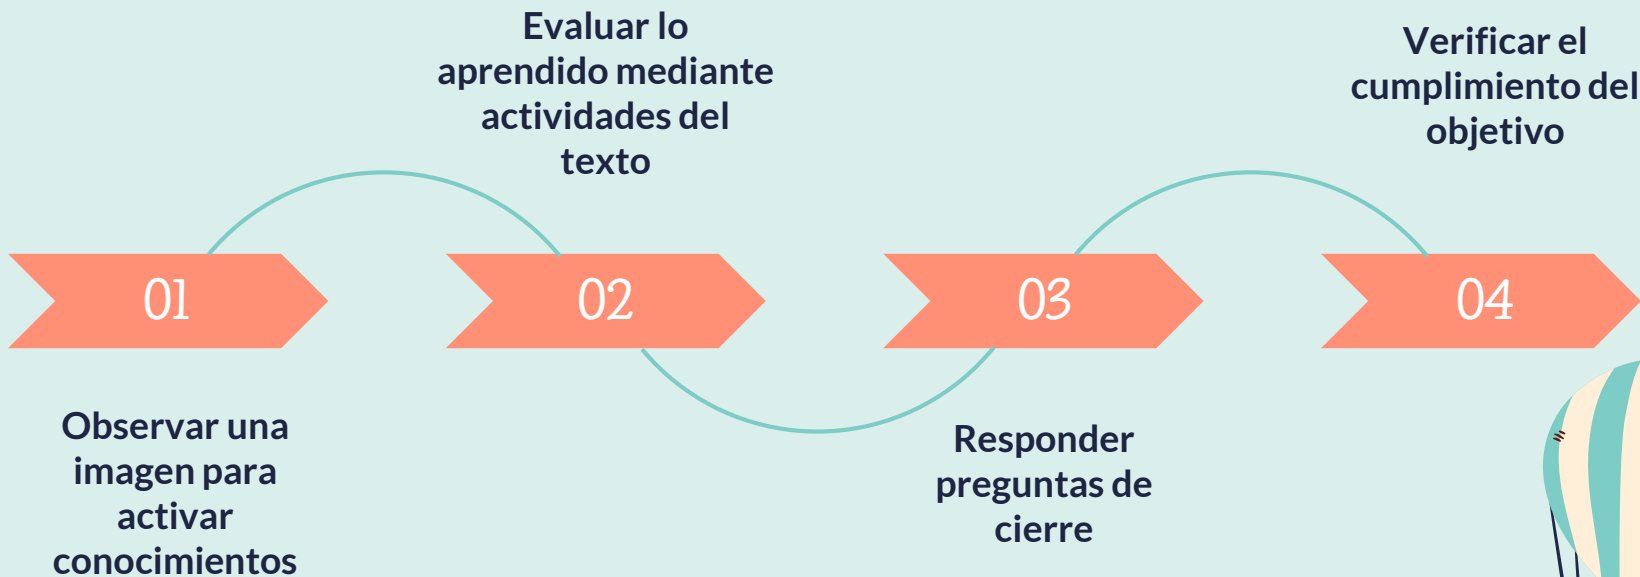 01
Observar una
imagen para
activar
conocimientos
Evaluar lo
aprendido mediante
actividades del
texto
02
03
Responder
preguntas de
cierre
Verificar el
cumplimiento del
objetivo
04